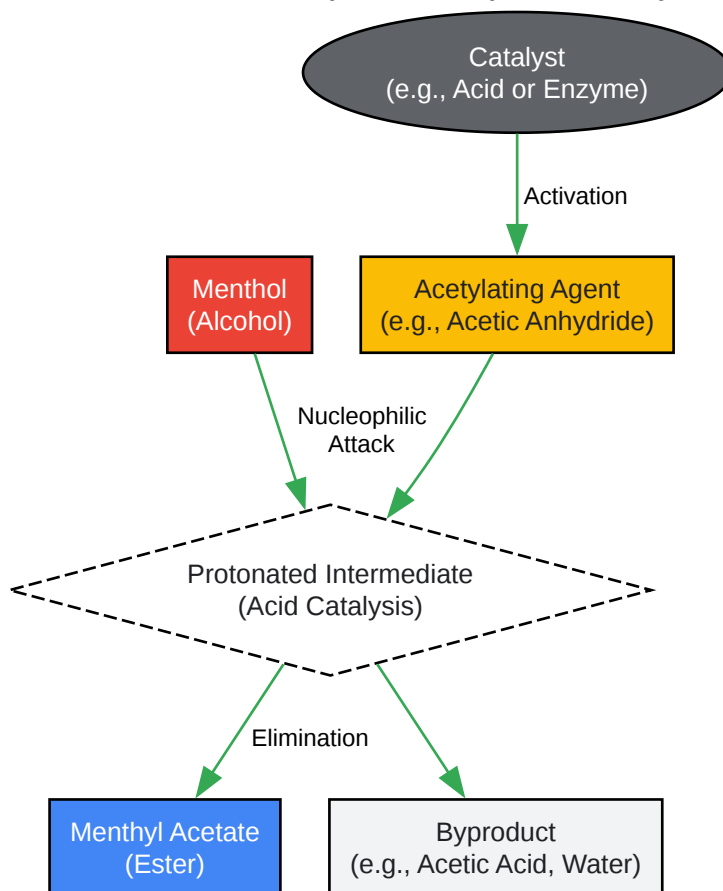 Catalyst
(e.g., Acid or Enzyme)
Activation
Menthol
(Alcohol)
Acetylating Agent
(e.g., Acetic Anhydride)
Nucleophilic
Attack
Protonated Intermediate
(Acid Catalysis)
Elimination
Menthyl Acetate
(Ester)
Byproduct
(e.g., Acetic Acid, Water)